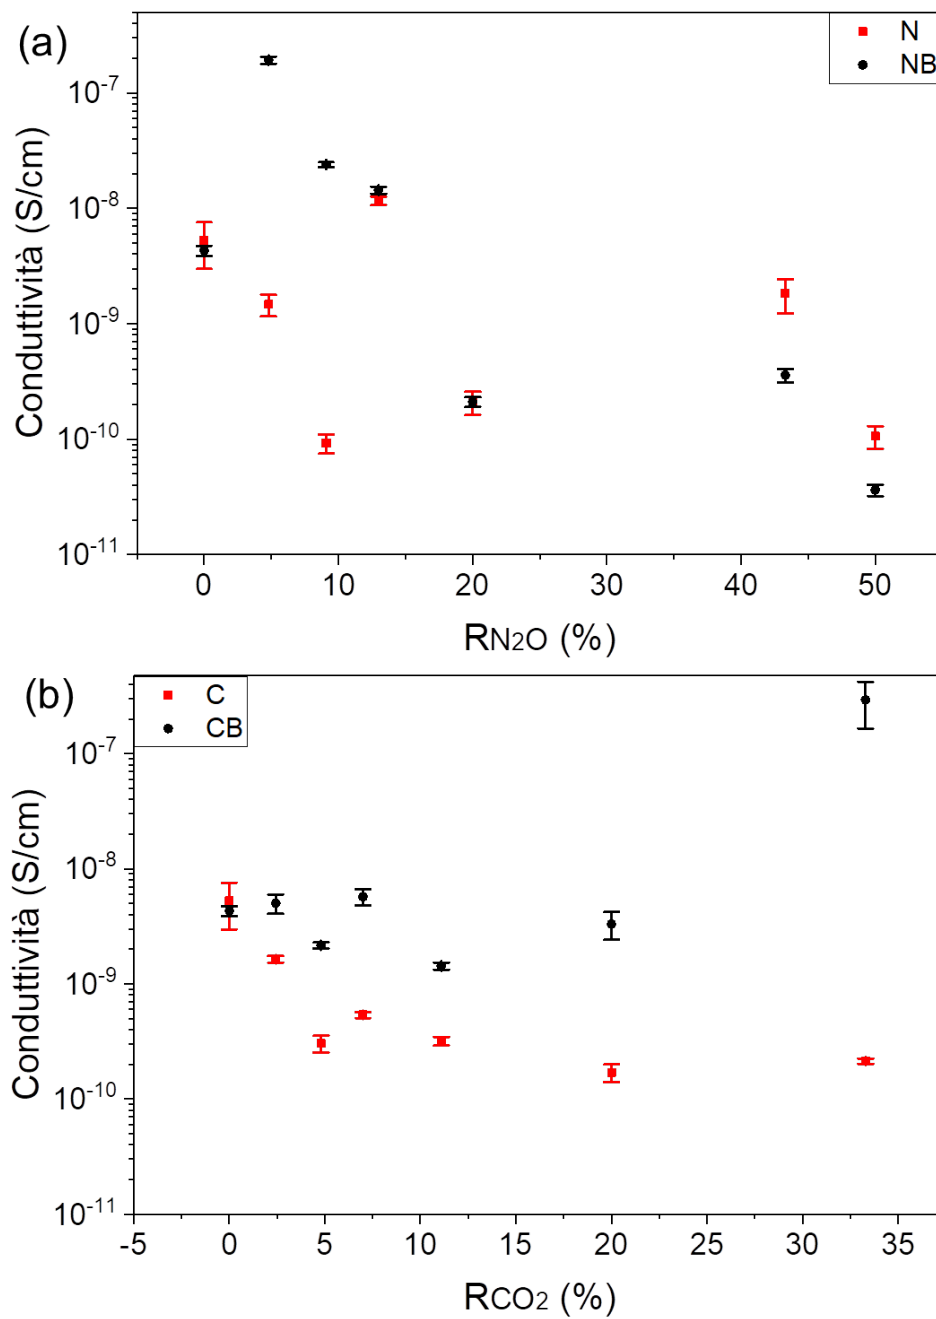 (a)
N
NB
10⁻⁷
10⁻⁸
10⁻⁹
10⁻¹⁰
10⁻¹¹
Conduttività (S/cm)
0 10 20 30 40 50
RN2O (%)
(b)
C
CB
10⁻⁷
10⁻⁸
10⁻⁹
10⁻¹⁰
10⁻¹¹
Conduttività (S/cm)
-5 0 5 10 15 20 25 30 35
RCO2 (%)